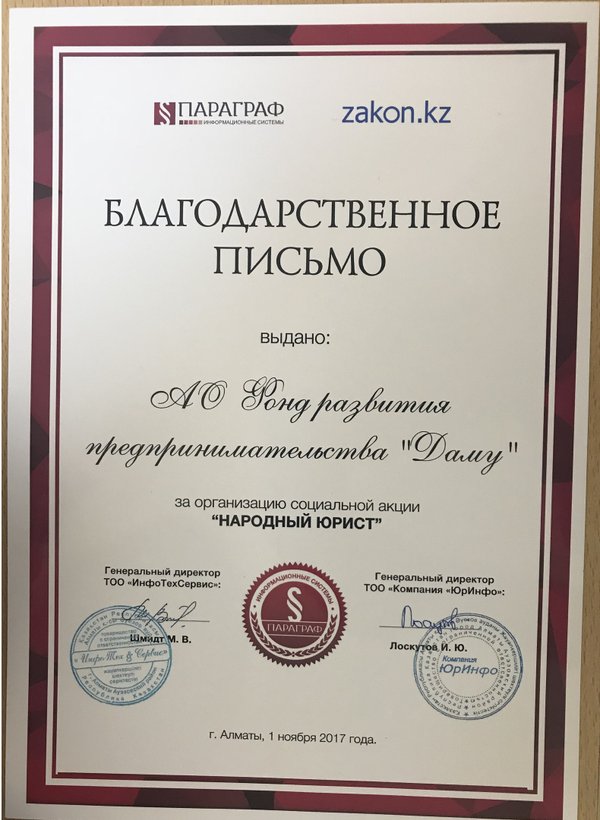 § ПАРАГРАФ
ИНФОРМАЦИОННЫЕ СИСТЕМЫ
zakon.kz
БЛАГОДАРСТВЕННОЕ
ПИСЬМО
выдано:
АО Фонд развития
предпринимательства "Даму"
за организацию социальной акции
“НАРОДНЫЙ ЮРИСТ”
Генеральный директор
ТОО «ИнфоТехСервис»:
Шмидт М. В.
ИНФОРМАЦИОННЫЕ СИСТЕМЫ
§
ПАРАГРАФ
Генеральный директор
ТОО «Компания «ЮрИнфо»:
Лоскутов И. Ю.
Компания
ЮрИнфо
г. Алматы, 1 ноября 2017 года.